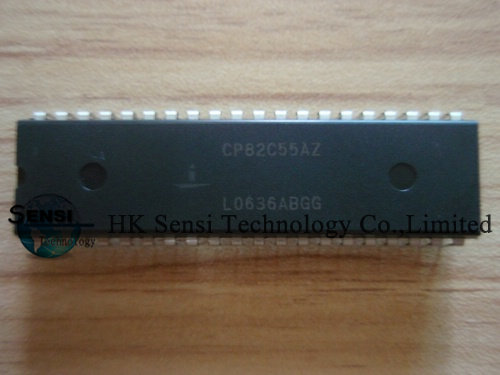 CP82C55AZ
i
L0636ABGG
SENSI
Technology
HK Sensi Technology Co.,Limited